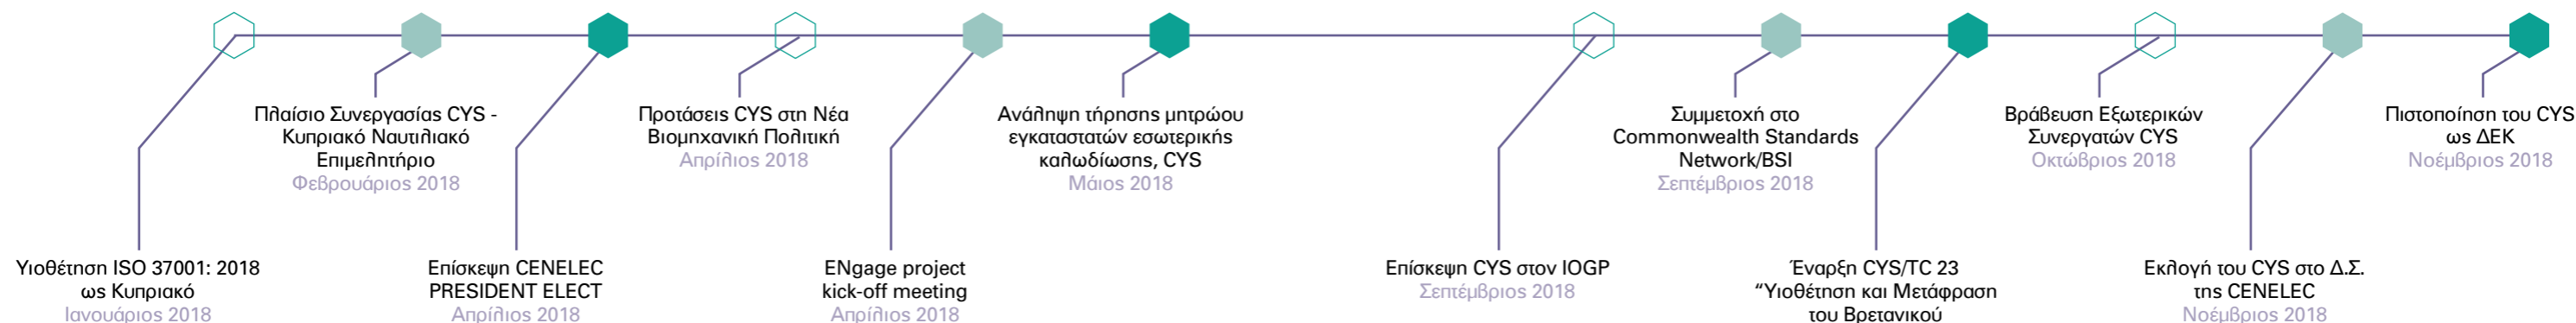 Υιοθέτηση ISO 37001: 2018
ως Κυπριακό
Ιανουάριος 2018
Πλαίσιο Συνεργασίας CYS -
Κυπριακό Ναυτιλιακό
Επιμελητήριο
Φεβρουάριος 2018
Επίσκεψη CENELEC
PRESIDENT ELECT
Απρίλιος 2018
Προτάσεις CYS στη Νέα
Βιομηχανική Πολιτική
Απρίλιος 2018
ENgage project
kick-off meeting
Απρίλιος 2018
Ανάληψη τήρησης μητρώου
εγκαταστατών εσωτερικής
καλωδίωσης, CYS
Μάιος 2018
Επίσκεψη CYS στον IOGP
Σεπτέμβριος 2018
Συμμετοχή στο
Commonwealth Standards
Network/BSI
Σεπτέμβριος 2018
Έναρξη CYS/TC 23
“Υιοθέτηση και Μετάφραση
του Βρετανικού
Βράβευση Εξωτερικών
Συνεργατών CYS
Οκτώβριος 2018
Εκλογή του CYS στο Δ.Σ.
της CENELEC
Νοέμβριος 2018
Πιστοποίηση του CYS
ως ΔΕΚ
Νοέμβριος 2018